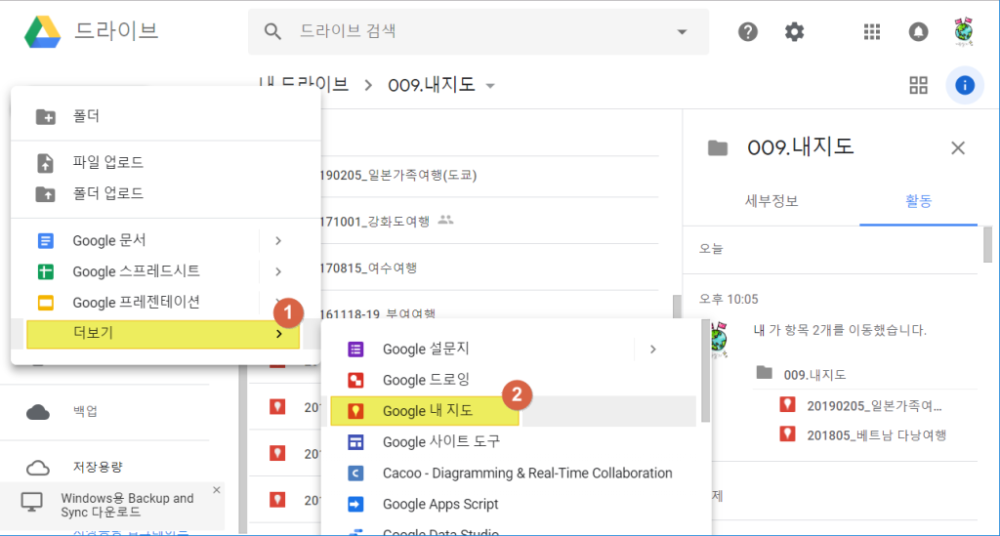 드라이브
드라이브 검색
내 드라이브 > 009.내지도
폴더
파일 업로드
폴더 업로드
Google 문서
Google 스프레드시트
Google 프레젠테이션
더보기
1
백업
저장용량
Windows용 Backup and
Sync 다운로드
190205_일본가족여행(도쿄)
171001_강화도여행
170815_여수여행
161118-19_부여여행
Google 설문지
Google 드로잉
Google 내 지도
2
Google 사이트 도구
Cacoo - Diagramming & Real-Time Collaboration
Google Apps Script
Google Data Studio
20
20
20
009.내지도
세부정보
활동
오늘
오후 10:05
내 가 항목 2개를 이동했습니다.
009.내지도
20190205_일본가족여...
201805_베트남 다낭여행